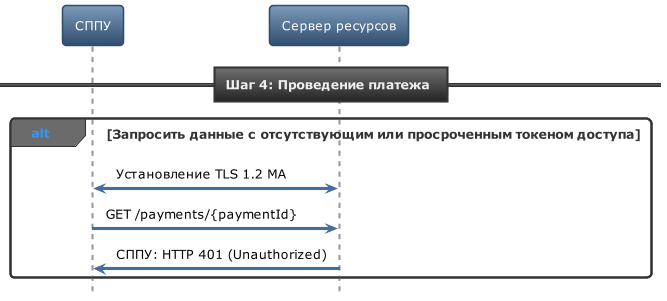 СППУ
Сервер ресурсов
Шаг 4: Проведение платежа
alt
[Запросить данные с отсутствующим или просроченным токеном доступа]
Установление TLS 1.2 MA
GET /payments/{paymentId}
СППУ: HTTP 401 (Unauthorized)